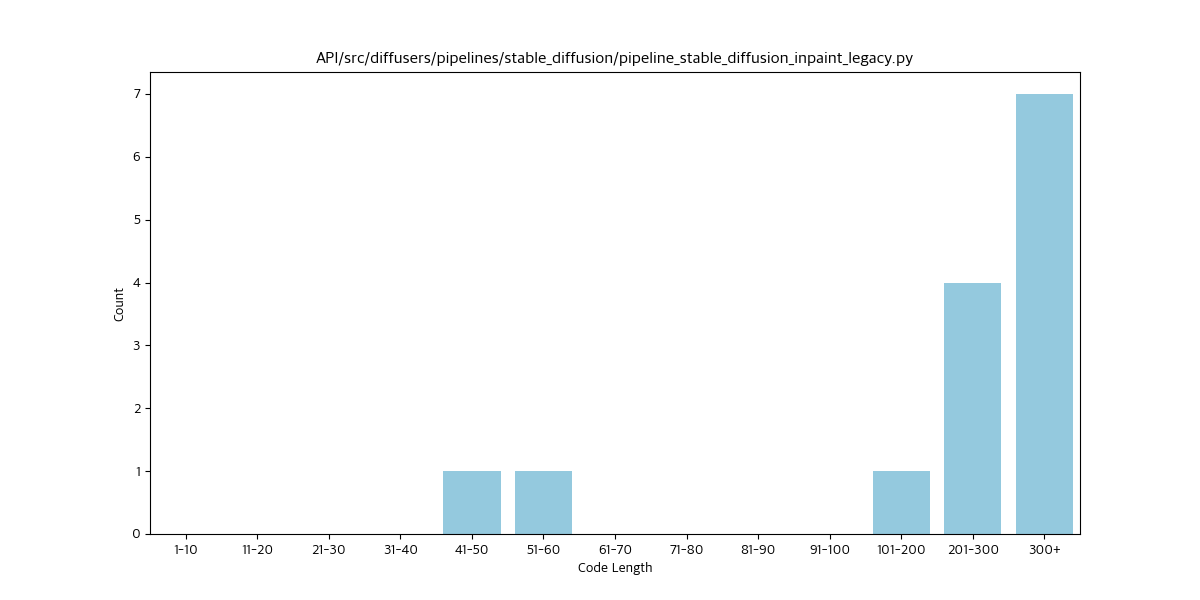 API/src/diffusers/pipelines/stable_diffusion/pipeline_stable_diffusion_inpaint_legacy.py
7
6
5
4
3
2
1
0
Count
1-10 11-20 21-30 31-40 41-50 51-60 61-70 71-80 81-90 91-100 101-200 201-300 300+
Code Length